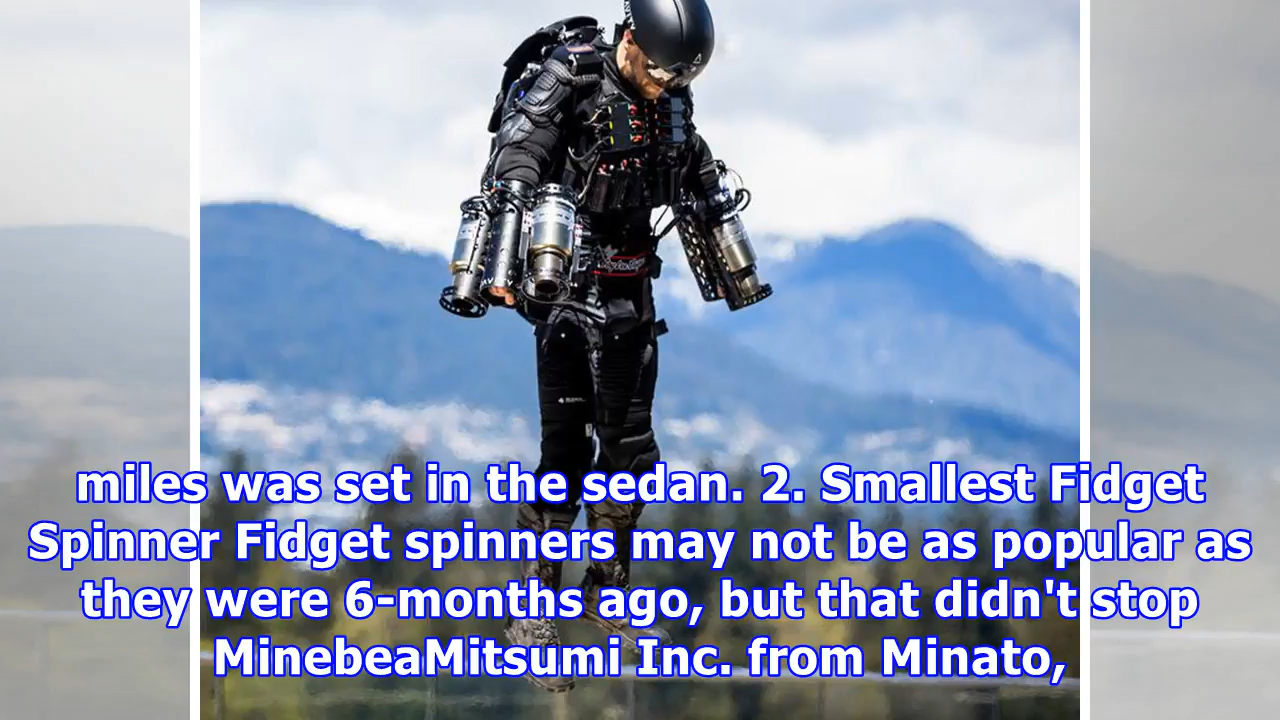 miles was set in the sedan. 2. Smallest Fidget
Spinner Fidget spinners may not be as popular as
they were 6-months ago, but that didn't stop
MinebeaMitsumi Inc. from Minato,